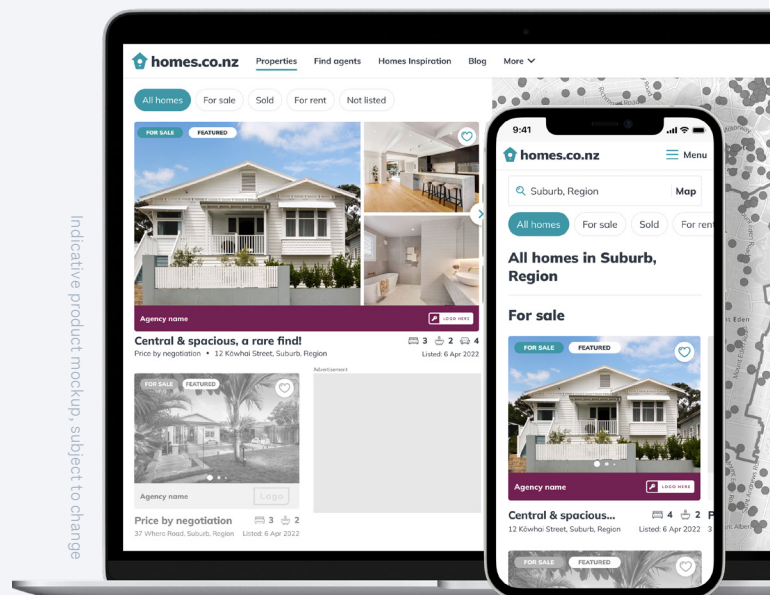 Indicative product mockup, subject to change
homes.co.nz
Properties
Find agents
Homes Inspiration
Blog
More
All homes
For sale
Sold
For rent
Not listed
FOR SALE
FEATURED
Agency name
LOGO HERE
Central & spacious, a rare find!
3 2 4
Price by negotiation • 12 Kōwhai Street, Suburb, Region
Listed: 6 Apr 2022
Advertisement
FOR SALE
FEATURED
Agency name
Logo
Price by negotiation
3 2
37 Whero Road, Suburb, Region
Listed: 6 Apr 2022
9:41
homes.co.nz
Menu
Suburb, Region
Map
All homes
For sale
Sold
For rent
All homes in Suburb,
Region
For sale
FOR SALE
FEATURED
Agency name
LOGO HERE
Central & spacious...
4 2
P
12 Kōwhai Street, Suburb, Region
Listed: 6 Apr 2022
3
FOR SALE
FEATURED